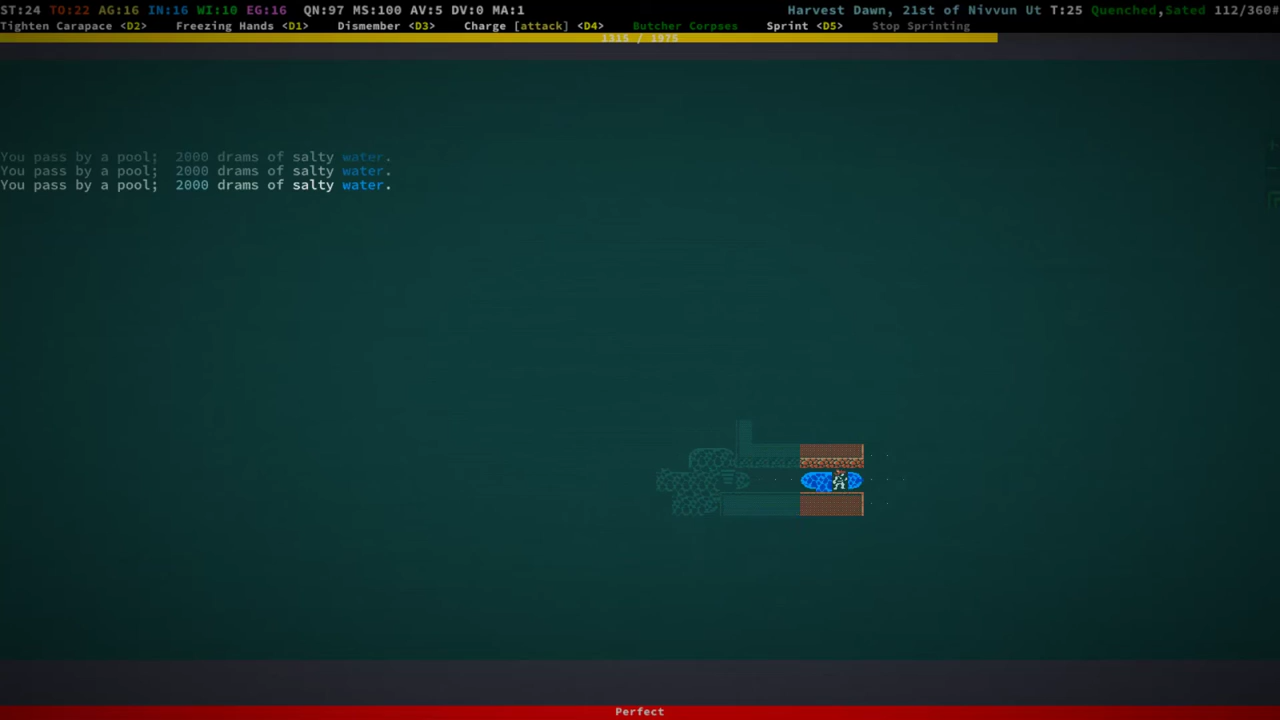 ST:24 TO:22 AG:16 IN:16 WI:10 EG:16 QN:97 MS:100 AV:5 DV:0 MA:1 Harvest Dawn, 21st of Nivvun Ut T:25 Quenched,Sated 112/360#
Tighten Carapace <D2> Freezing Hands <D1> Dismember <D3> Charge [attack] <D4> Butcher Corpses Sprint <D5> Stop Sprinting
1315 / 1975
You pass by a pool; 2000 drams of salty water.
You pass by a pool; 2000 drams of salty water.
You pass by a pool; 2000 drams of salty water.
Perfect